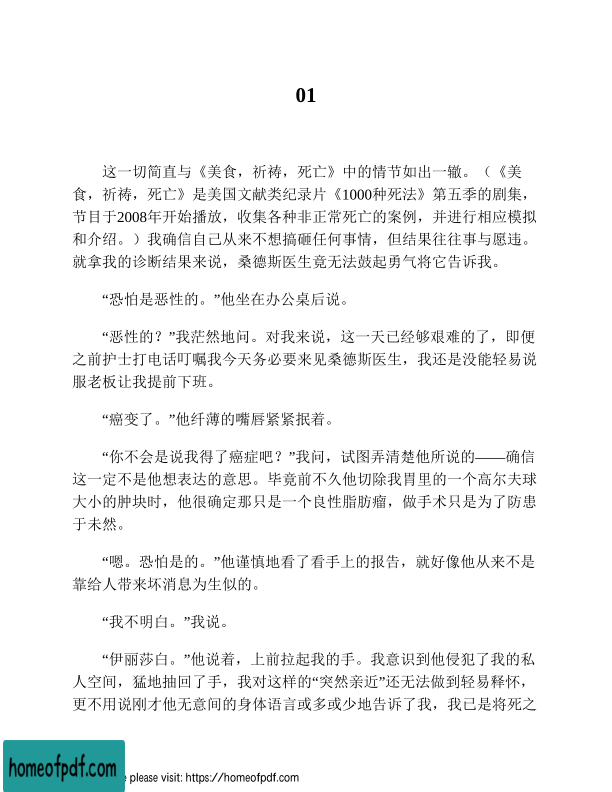 01
这一切简直与《美食，祈祷，死亡》中的情节如出一辙。（《美
食，祈祷，死亡》是美国文献类纪录片《1000种死法》第五季的剧集，
节目于2008年开始播放，收集各种非正常死亡的案例，并进行相应模拟
和介绍。）我确信自己从来不想搞砸任何事情，但结果往往事与愿违。
就拿我的诊断结果来说，桑德斯医生竟无法鼓起勇气将它告诉我。
“恐怕是恶性的。”他坐在办公桌后说。
“恶性的？”我茫然地问。对我来说，这一天已经够艰难的了，即便
之前护士打电话叮嘱我今天务必要来见桑德斯医生，我还是没能轻易说
服老板让我提前下班。
“癌变了。”他纤薄的嘴唇紧紧抿着。
“你不会是说我得了癌症吧？”我问，试图弄清楚他所说的——确信
这一定不是他想表达的意思。毕竟前不久他切除我胃里的一个高尔夫球
大小的肿块时，他很确定那只是一个良性脂肪瘤，做手术只是为了防患
于未然。
“嗯。恐怕是的。”他谨慎地看了看手上的报告，就好像他从来不是
靠给人带来坏消息为生似的。
“我不明白。”我说。
“伊丽莎白。”他说着，上前拉起我的手。我意识到他侵犯了我的私
人空间，猛地抽回了手，我对这样的“突然亲近”还无法做到轻易释怀，
更不用说刚才他无意间的身体语言或多或少地告诉了我，我已是将死之
homeofpdf.com
e please visit: https://homeofpdf.com